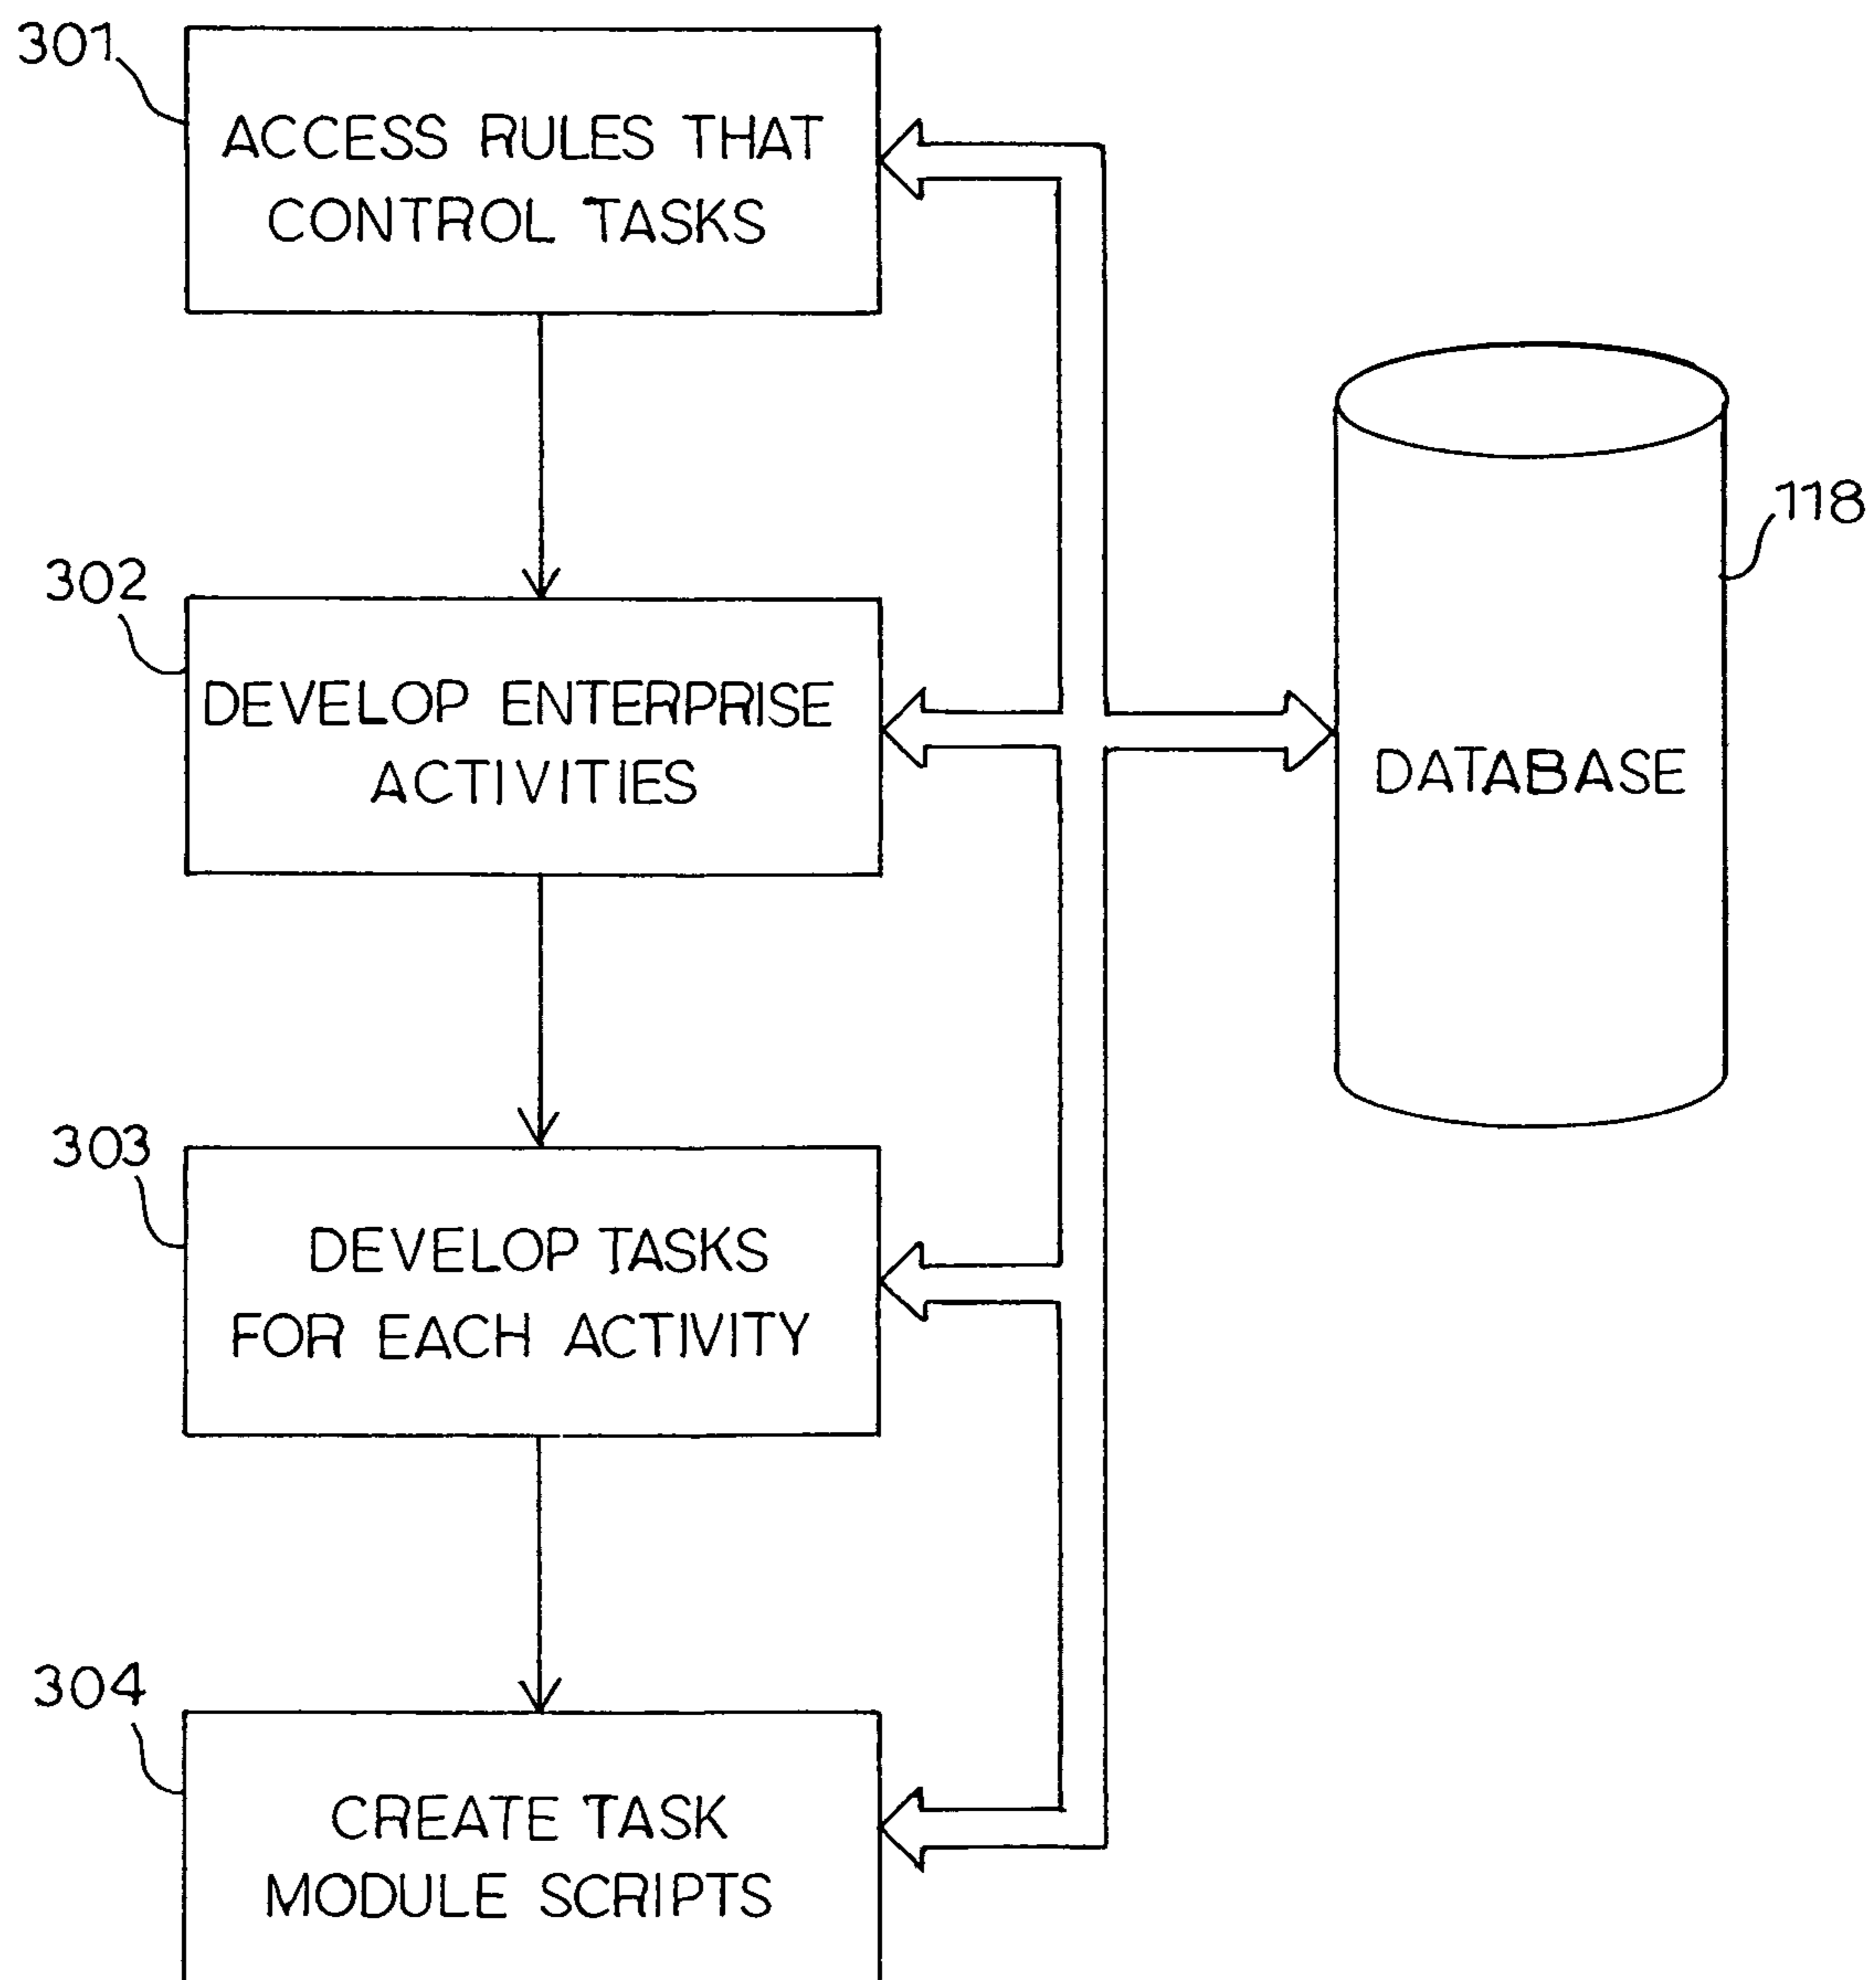 301
ACCESS RULES THAT
CONTROL TASKS
302
DEVELOP ENTERPRISE
ACTIVITIES
118
DATABASE
303
DEVELOP TASKS
FOR EACH ACTIVITY
304
CREATE TASK
MODULE SCRIPTS